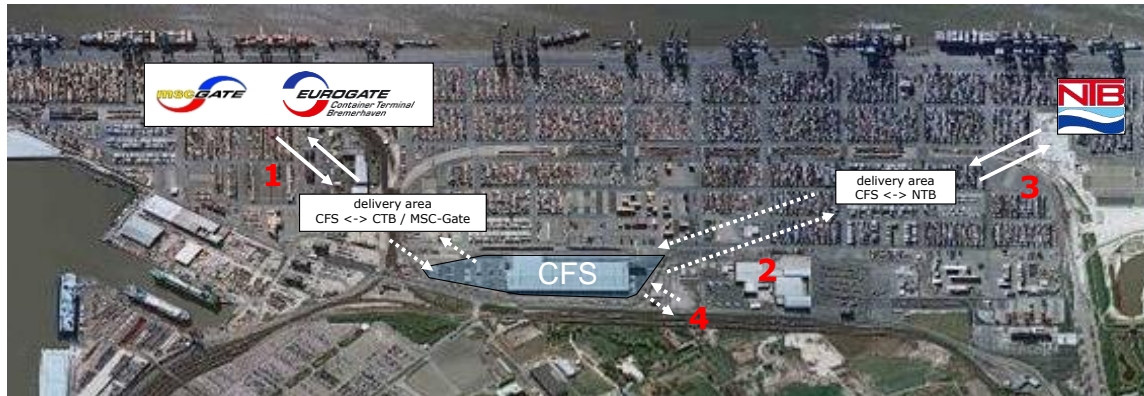 MSCGATE
EUROGATE
Container Terminal
Bremerhaven
NTB
1
delivery area
CFS <-> CTB / MSC-Gate
delivery area
CFS <-> NTB
3
CFS
2
4